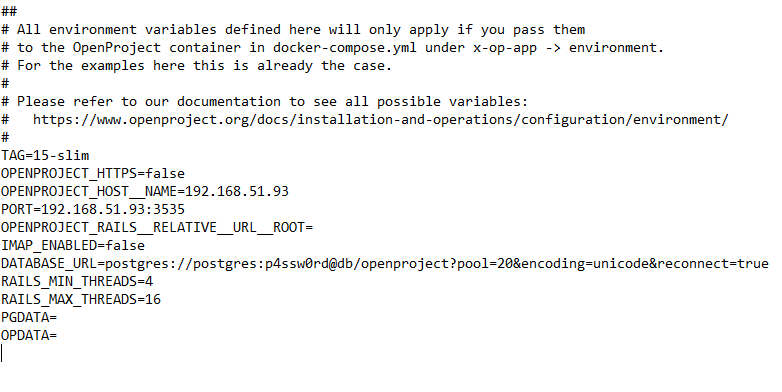 ##
# All environment variables defined here will only apply if you pass them
# to the OpenProject container in docker-compose.yml under x-op-app -> environment.
# For the examples here this is already the case.
#
# Please refer to our documentation to see all possible variables:
#   https://www.openproject.org/docs/installation-and-operations/configuration/environment/
#
TAG=15-slim
OPENPROJECT_HTTPS=false
OPENPROJECT_HOST__NAME=192.168.51.93
PORT=192.168.51.93:3535
OPENPROJECT_RAILS__RELATIVE__URL__ROOT=
IMAP_ENABLED=false
DATABASE_URL=postgres://postgres:p4ssw0rd@db/openproject?pool=20&encoding=unicode&reconnect=true
RAILS_MIN_THREADS=4
RAILS_MAX_THREADS=16
PGDATA=
OPDATA=